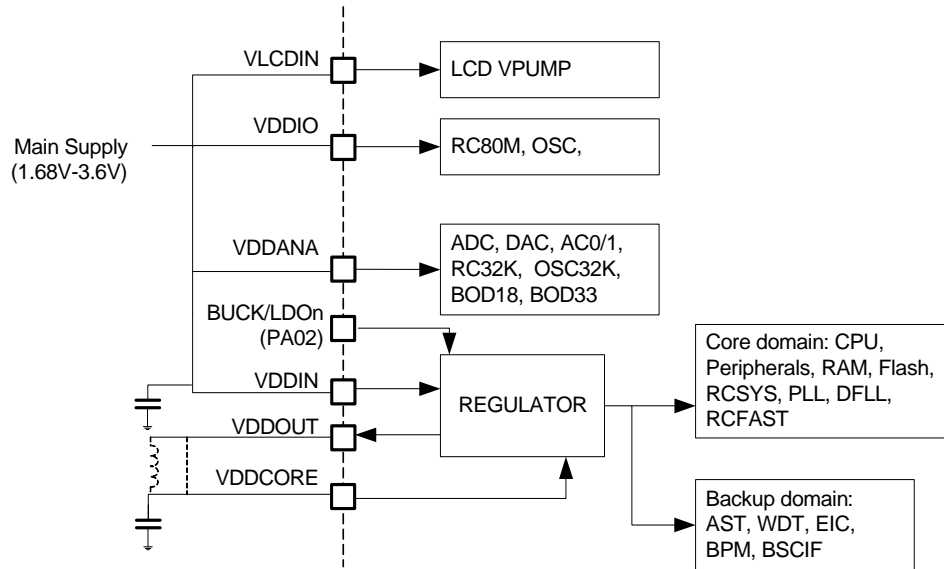 VLCDIN
LCD VPUMP
VDDIO
Main Supply
(1.68V-3.6V)
RC80M, OSC,
VDDANA
ADC, DAC, AC0/1,
RC32K, OSC32K,
BOD18, BOD33
BUCK/LDOn
(PA02)
VDDIN
REGULATOR
VDDOUT
VDDCORE
Core domain: CPU,
Peripherals, RAM, Flash,
RCSYS, PLL, DFLL,
RCFAST
Backup domain:
AST, WDT, EIC,
BPM, BSCIF